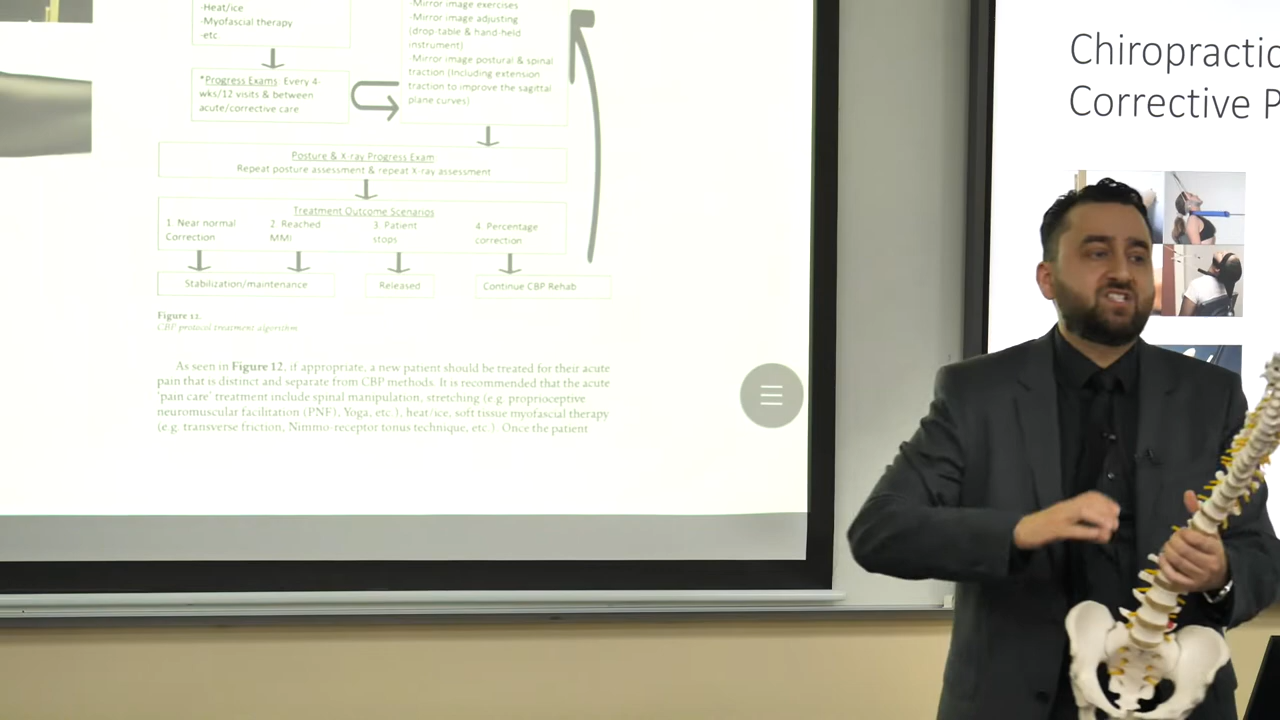 -Heat/ice
-Myofascial therapy
-etc
*Progress Exams: Every 4-
wks/12 visits & between
acute/corrective care
-Mirror image exercises
-Mirror image adjusting
(drop-table & hand-held
instrument)
-Mirror image postural & spinal
traction (Including extension
traction to improve the sagittal
plane curves)
Posture & X-ray Progress Exam
Repeat posture assessment & repeat X-ray assessment
Treatment Outcome Scenarios
1. Near normal
Correction
2. Reached
MMI
3. Patient
stops
4. Percentage
correction
Stabilization/maintenance
Released
Continue CBP Rehab
Figure 12.
CBP protocol treatment algorithm
As seen in Figure 12, if appropriate, a new patient should be treated for their acute
pain that is distinct and separate from CBP methods. It is recommended that the acute
'pain care' treatment include spinal manipulation, stretching (e.g. proprioceptive
neuromuscular facilitation (PNF), Yoga, etc.), heat/ice, soft tissue myofascial therapy
(e.g. transverse friction, Nimmo-receptor tonus technique, etc.). Once the patient
Chiropractic
Corrective P